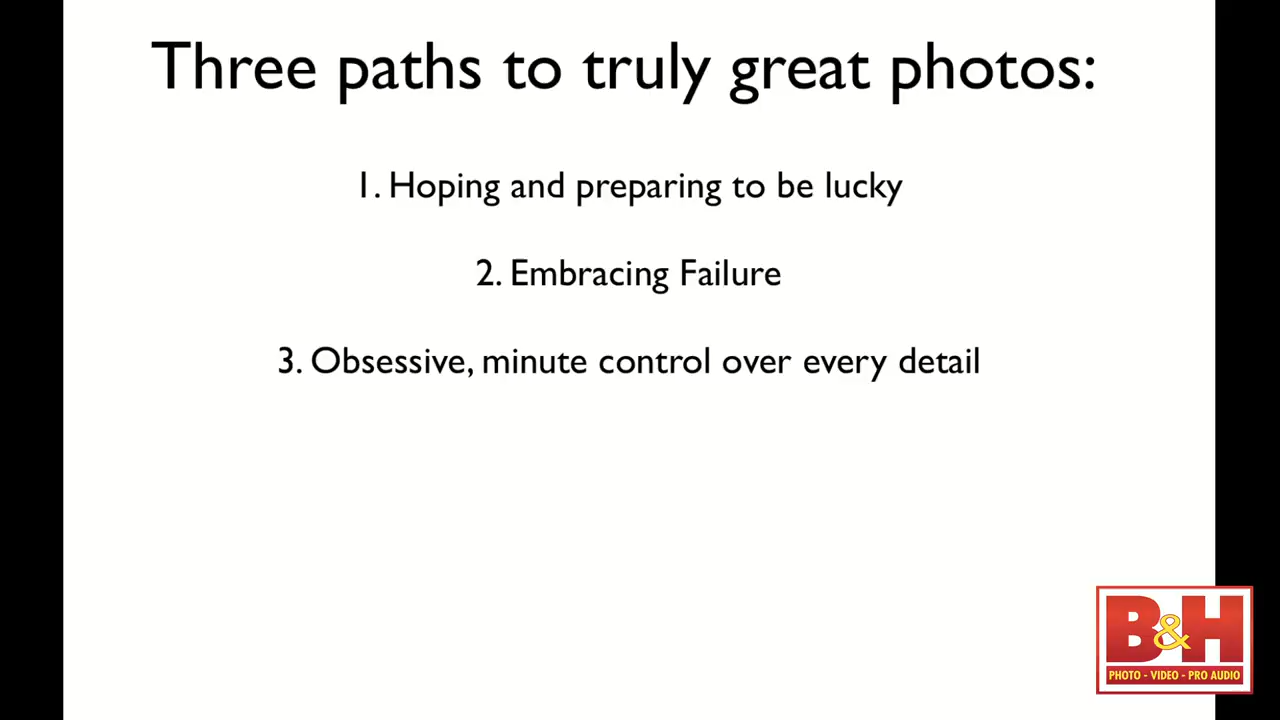 Three paths to truly great photos:
1. Hoping and preparing to be lucky
2. Embracing Failure
3. Obsessive, minute control over every detail
B&H
PHOTO - VIDEO - PRO AUDIO